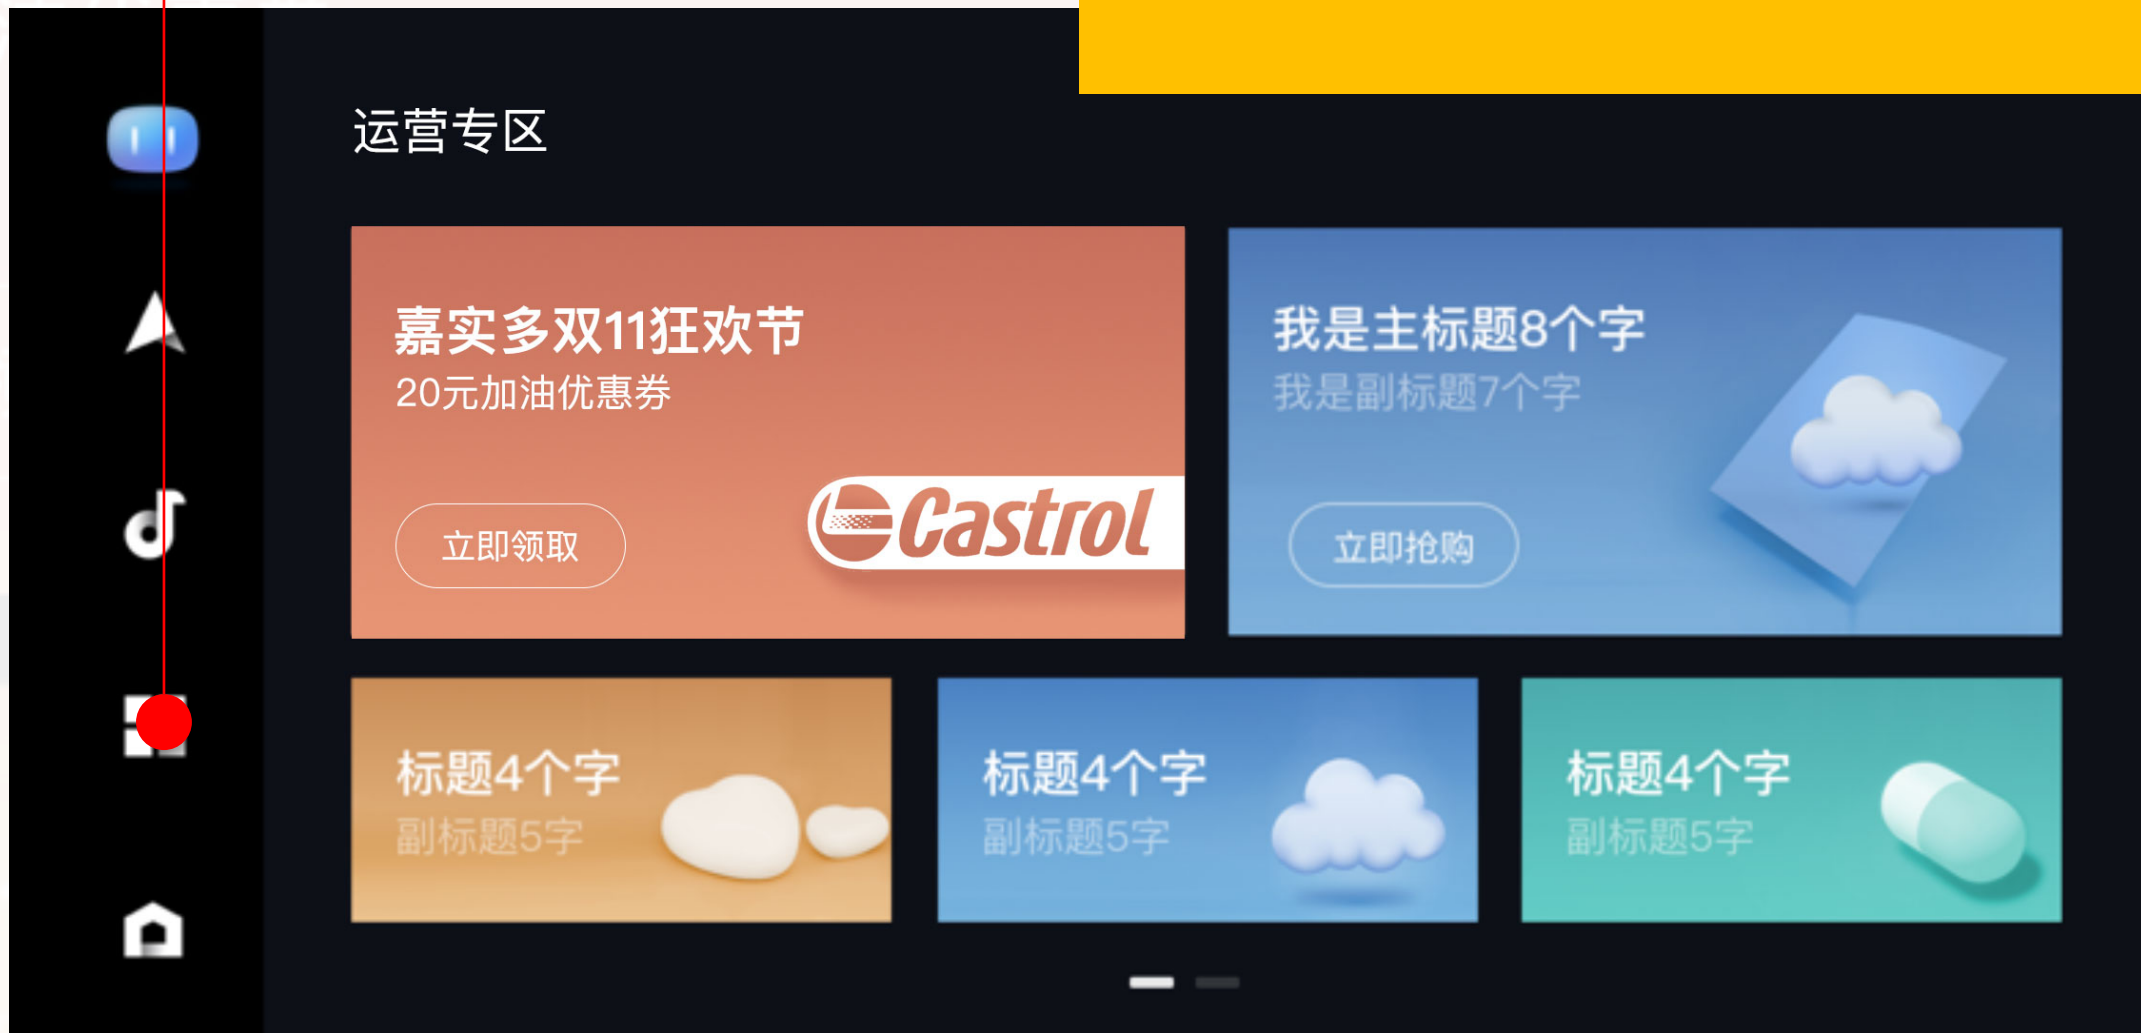 运营专区
嘉实多双11狂欢节
20元加油优惠券
立即领取
Castrol
我是主标题8个字
我是副标题7个字
立即抢购
标题4个字
副标题5字
标题4个字
副标题5字
标题4个字
副标题5字